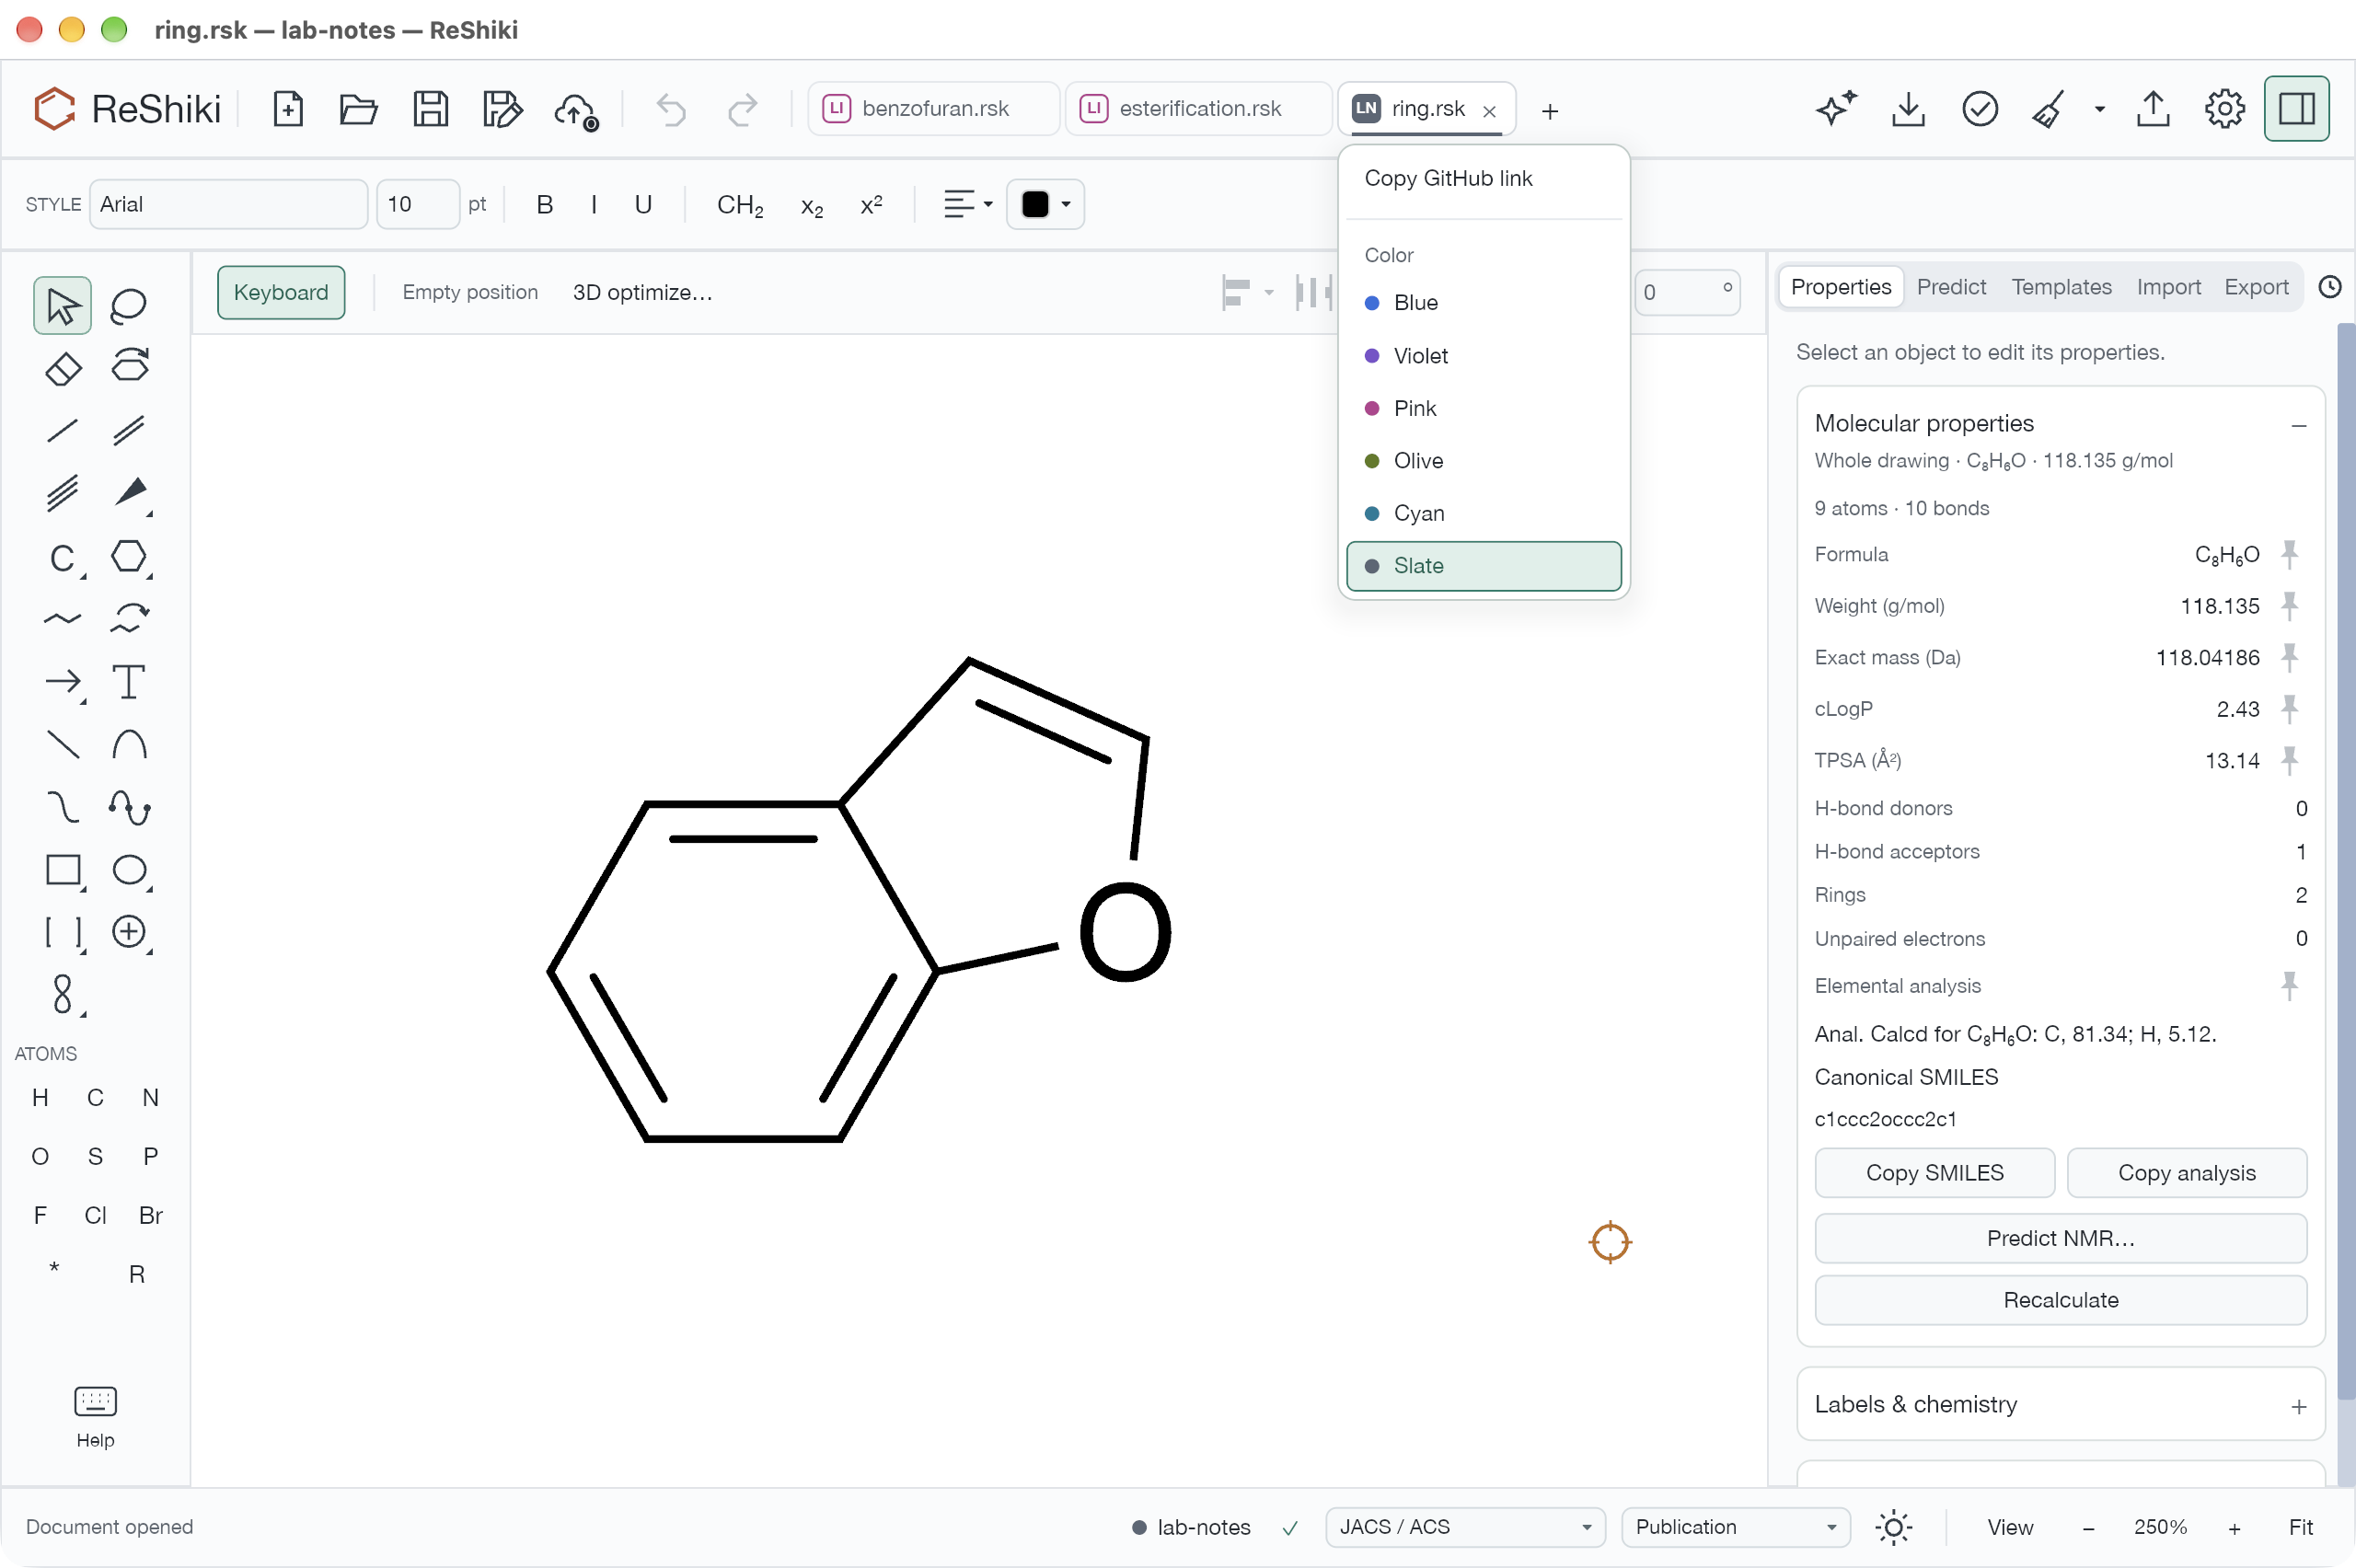 ring.rsk — lab-notes — ReShiki
ReShiki
LI benzofuran.rsk
LI esterification.rsk
LN ring.rsk × +
STYLE Arial 10 pt B I U CH₂ x₂ x²
Copy GitHub link
Color
Blue
Violet
Pink
Olive
Cyan
Slate
Keyboard Empty position 3D optimize… 0 °
Properties Predict Templates Import Export
Select an object to edit its properties.
Molecular properties –
Whole drawing · C₈H₆O · 118.135 g/mol
9 atoms · 10 bonds
Formula C₈H₆O
Weight (g/mol) 118.135
Exact mass (Da) 118.04186
cLogP 2.43
TPSA (Å²) 13.14
H-bond donors 0
H-bond acceptors 1
Rings 2
Unpaired electrons 0
Elemental analysis
Anal. Calcd for C₈H₆O: C, 81.34; H, 5.12.
Canonical SMILES
c1ccc2occc2c1
Copy SMILES Copy analysis
Predict NMR…
Recalculate
Labels & chemistry +
C
T
[ ]
ATOMS
H C N
O S P
F Cl Br
* R
Help
O
Document opened
lab-notes ✓ JACS / ACS Publication View – 250% + Fit